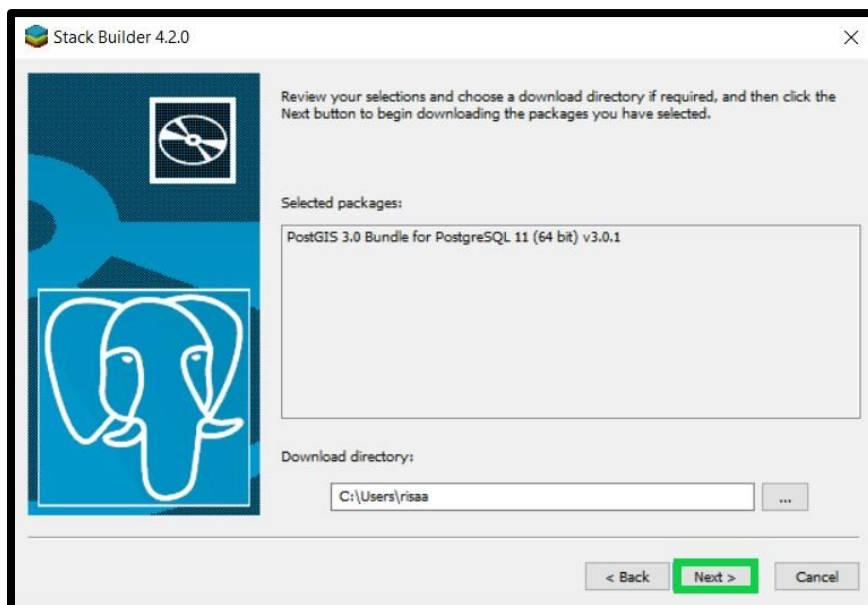 Stack Builder 4.2.0
Review your selections and choose a download directory if required, and then click the
Next button to begin downloading the packages you have selected.
Selected packages:
PostGIS 3.0 Bundle for PostgreSQL 11 (64 bit) v3.0.1
Download directory:
C:\Users\risaa
...
< Back
Next >
Cancel